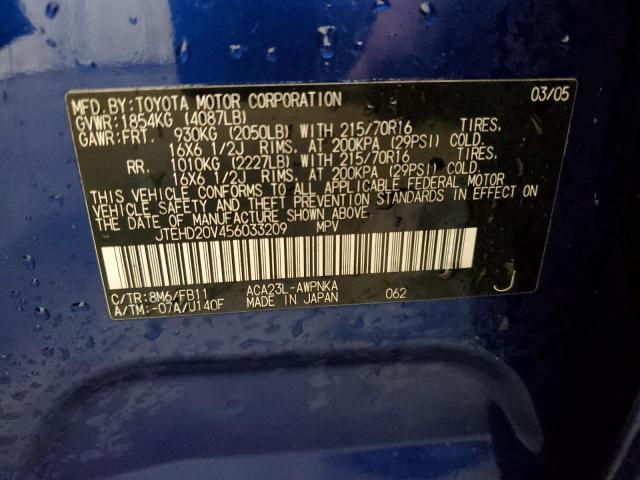 MFD.BY:TOYOTA MOTOR CORPORATION 03/05
GVWR:1854KG (4087LB)
GAWR:FRT. 930KG (2050LB) WITH 215/70R16 TIRES,
16X6 1/2J RIMS, AT 200KPA (29PSI) COLD.
RR. 1010KG (2227LB) WITH 215/70R16 TIRES,
16X6 1/2J RIMS, AT 200KPA (29PSI) COLD.
THIS VEHICLE CONFORMS TO ALL APPLICABLE FEDERAL MOTOR
VEHICLE SAFETY AND THEFT PREVENTION STANDARDS IN EFFECT ON
THE DATE OF MANUFACTURE SHOWN ABOVE.
JTEHD20V456033209 MPV
C/TR:8M6/FB11 ACA23L-AWPNKA J
A/TM:-07A/U140F MADE IN JAPAN 062